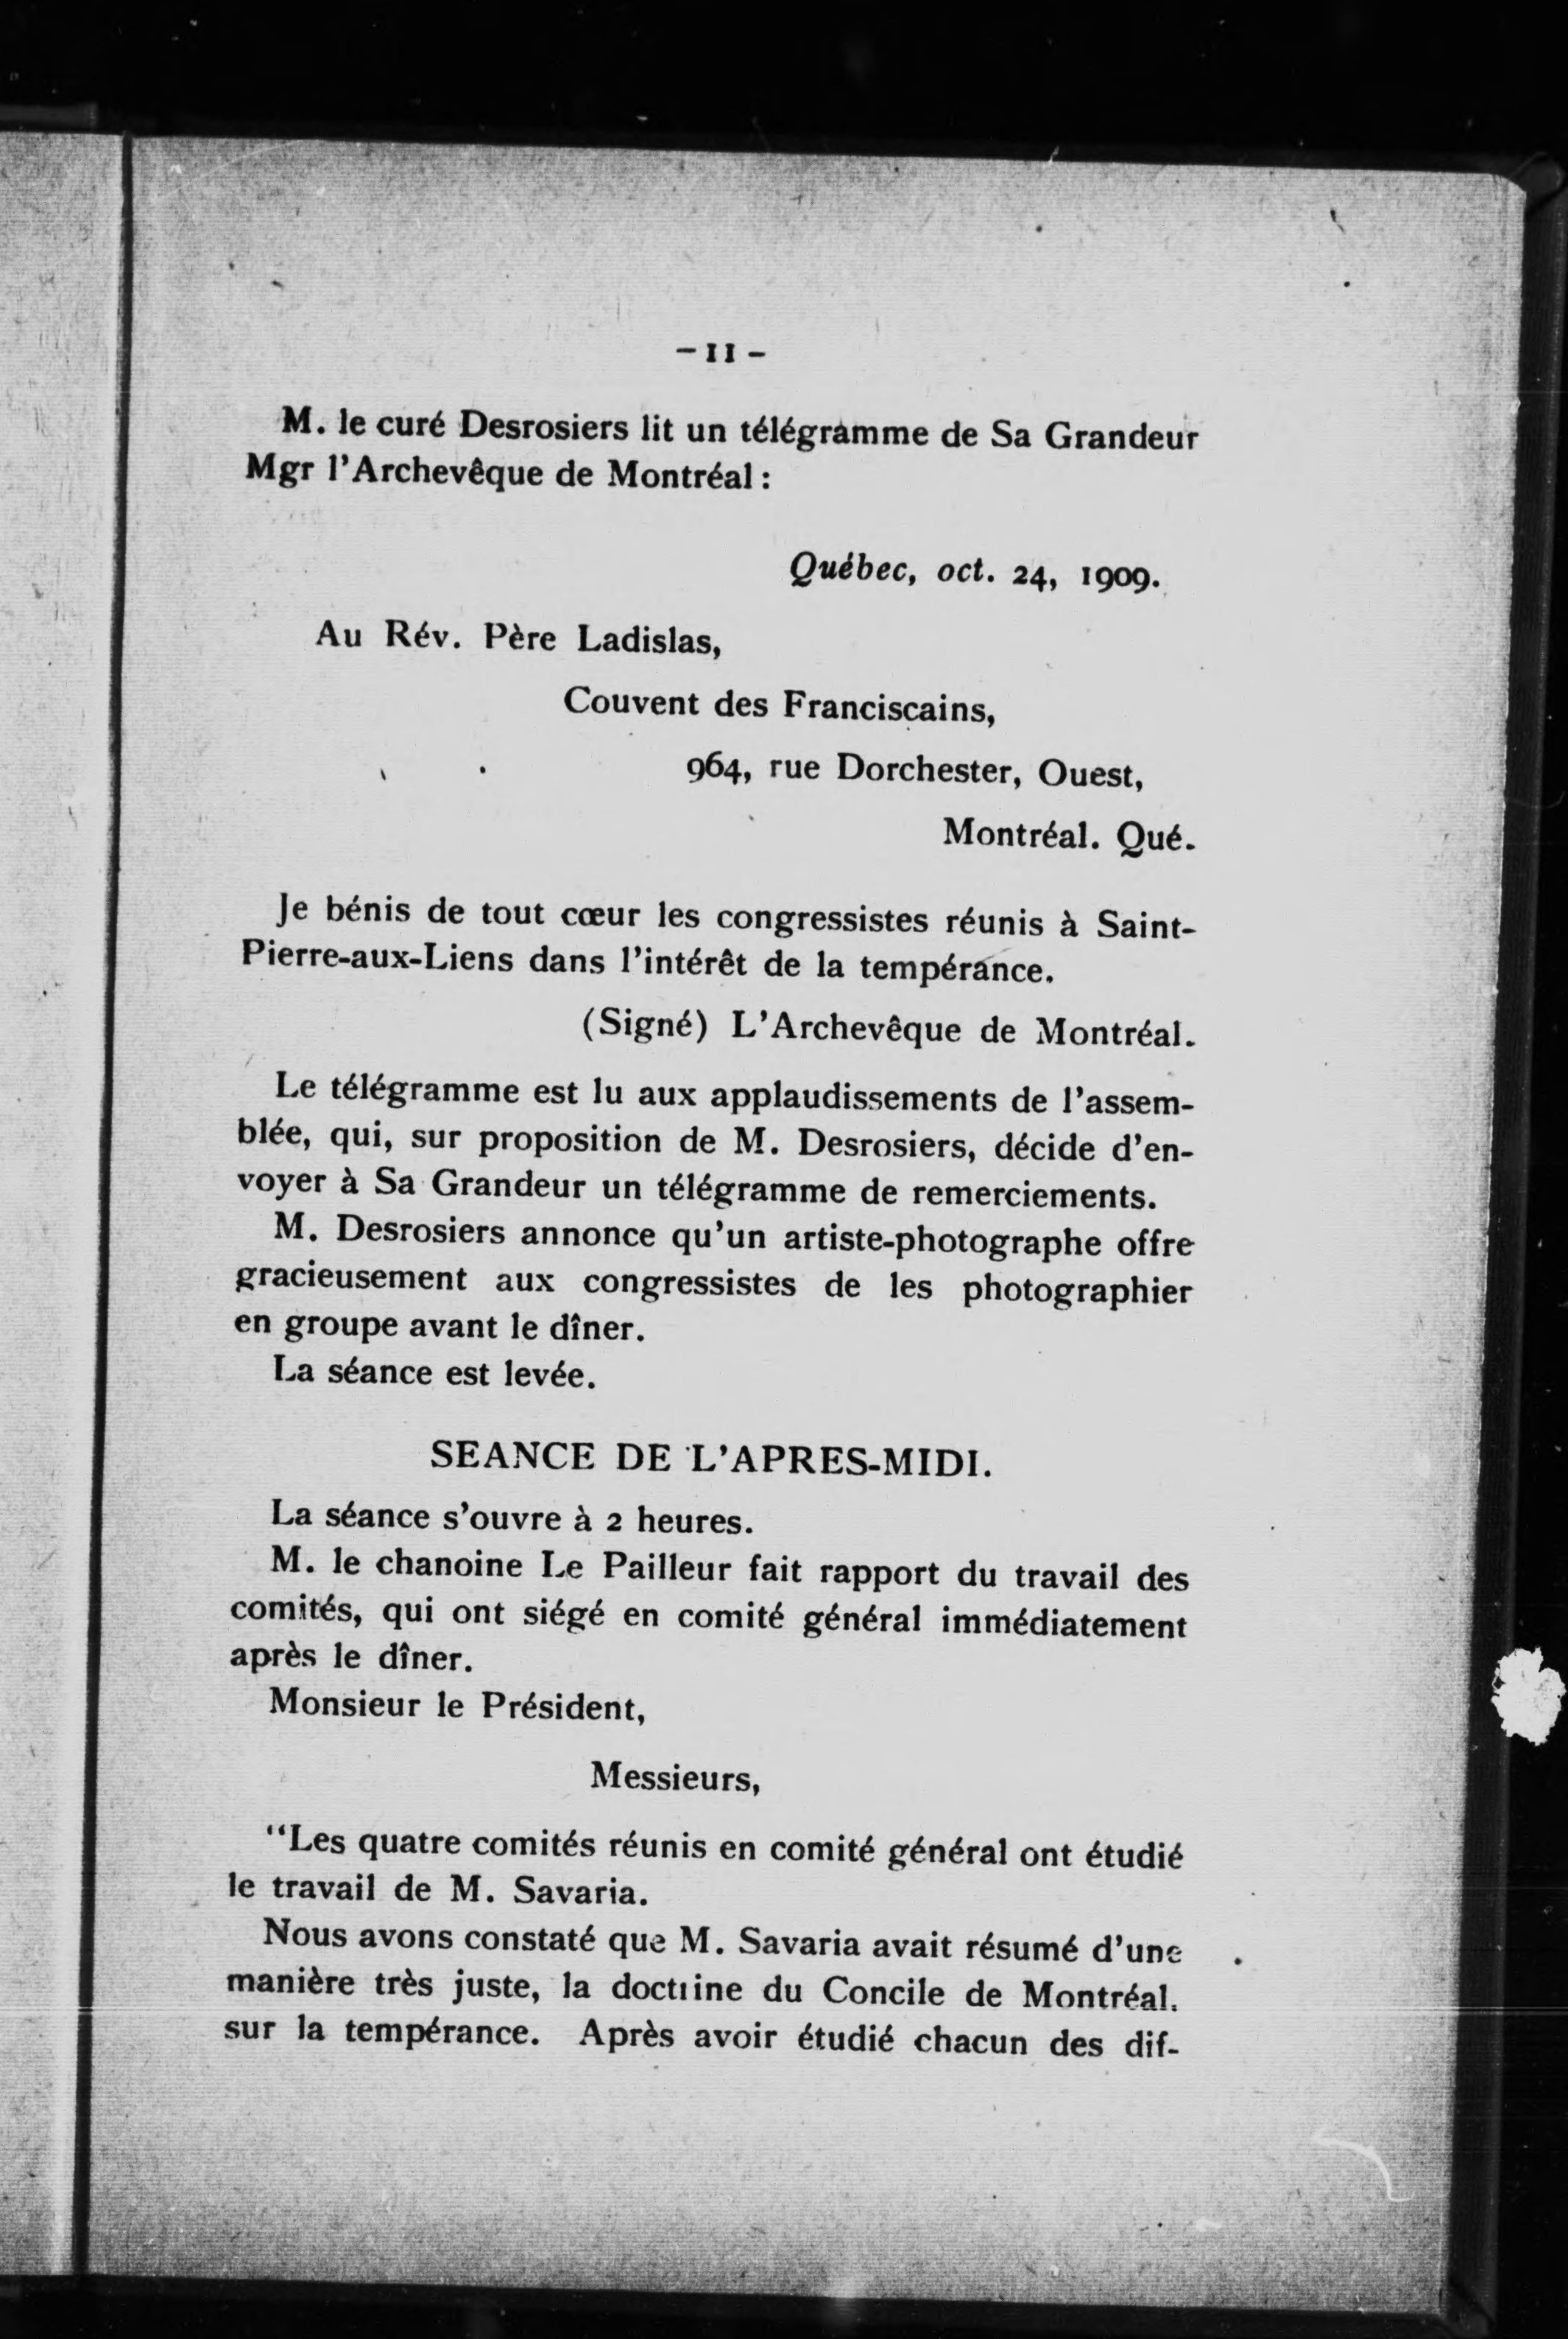 - 11 -
M. le curé Desrosiers lit un télégramme de Sa Grandeur
Mgr l'Archevêque de Montréal :
Québec, oct. 24, 1909.
Au Rév. Père Ladislas,
Couvent des Franciscains,
964, rue Dorchester, Ouest,
Montréal. Qué.
Je bénis de tout cœur les congressistes réunis à Saint-
Pierre-aux-Liens dans l'intérêt de la tempérance.
(Signé) L'Archevêque de Montréal.
Le télégramme est lu aux applaudissements de l'assem-
blée, qui, sur proposition de M. Desrosiers, décide d'en-
voyer à Sa Grandeur un télégramme de remerciements.
M. Desrosiers annonce qu'un artiste-photographe offre
gracieusement aux congressistes de les photographier
en groupe avant le dîner.
La séance est levée.
SEANCE DE L'APRES-MIDI.
La séance s'ouvre à 2 heures.
M. le chanoine Le Pailleur fait rapport du travail des
comités, qui ont siégé en comité général immédiatement
après le dîner.
Monsieur le Président,
Messieurs,
"Les quatre comités réunis en comité général ont étudié
le travail de M. Savaria.
Nous avons constaté que M. Savaria avait résumé d'une
manière très juste, la doctrine du Concile de Montréal.
sur la tempérance. Après avoir étudié chacun des dif-